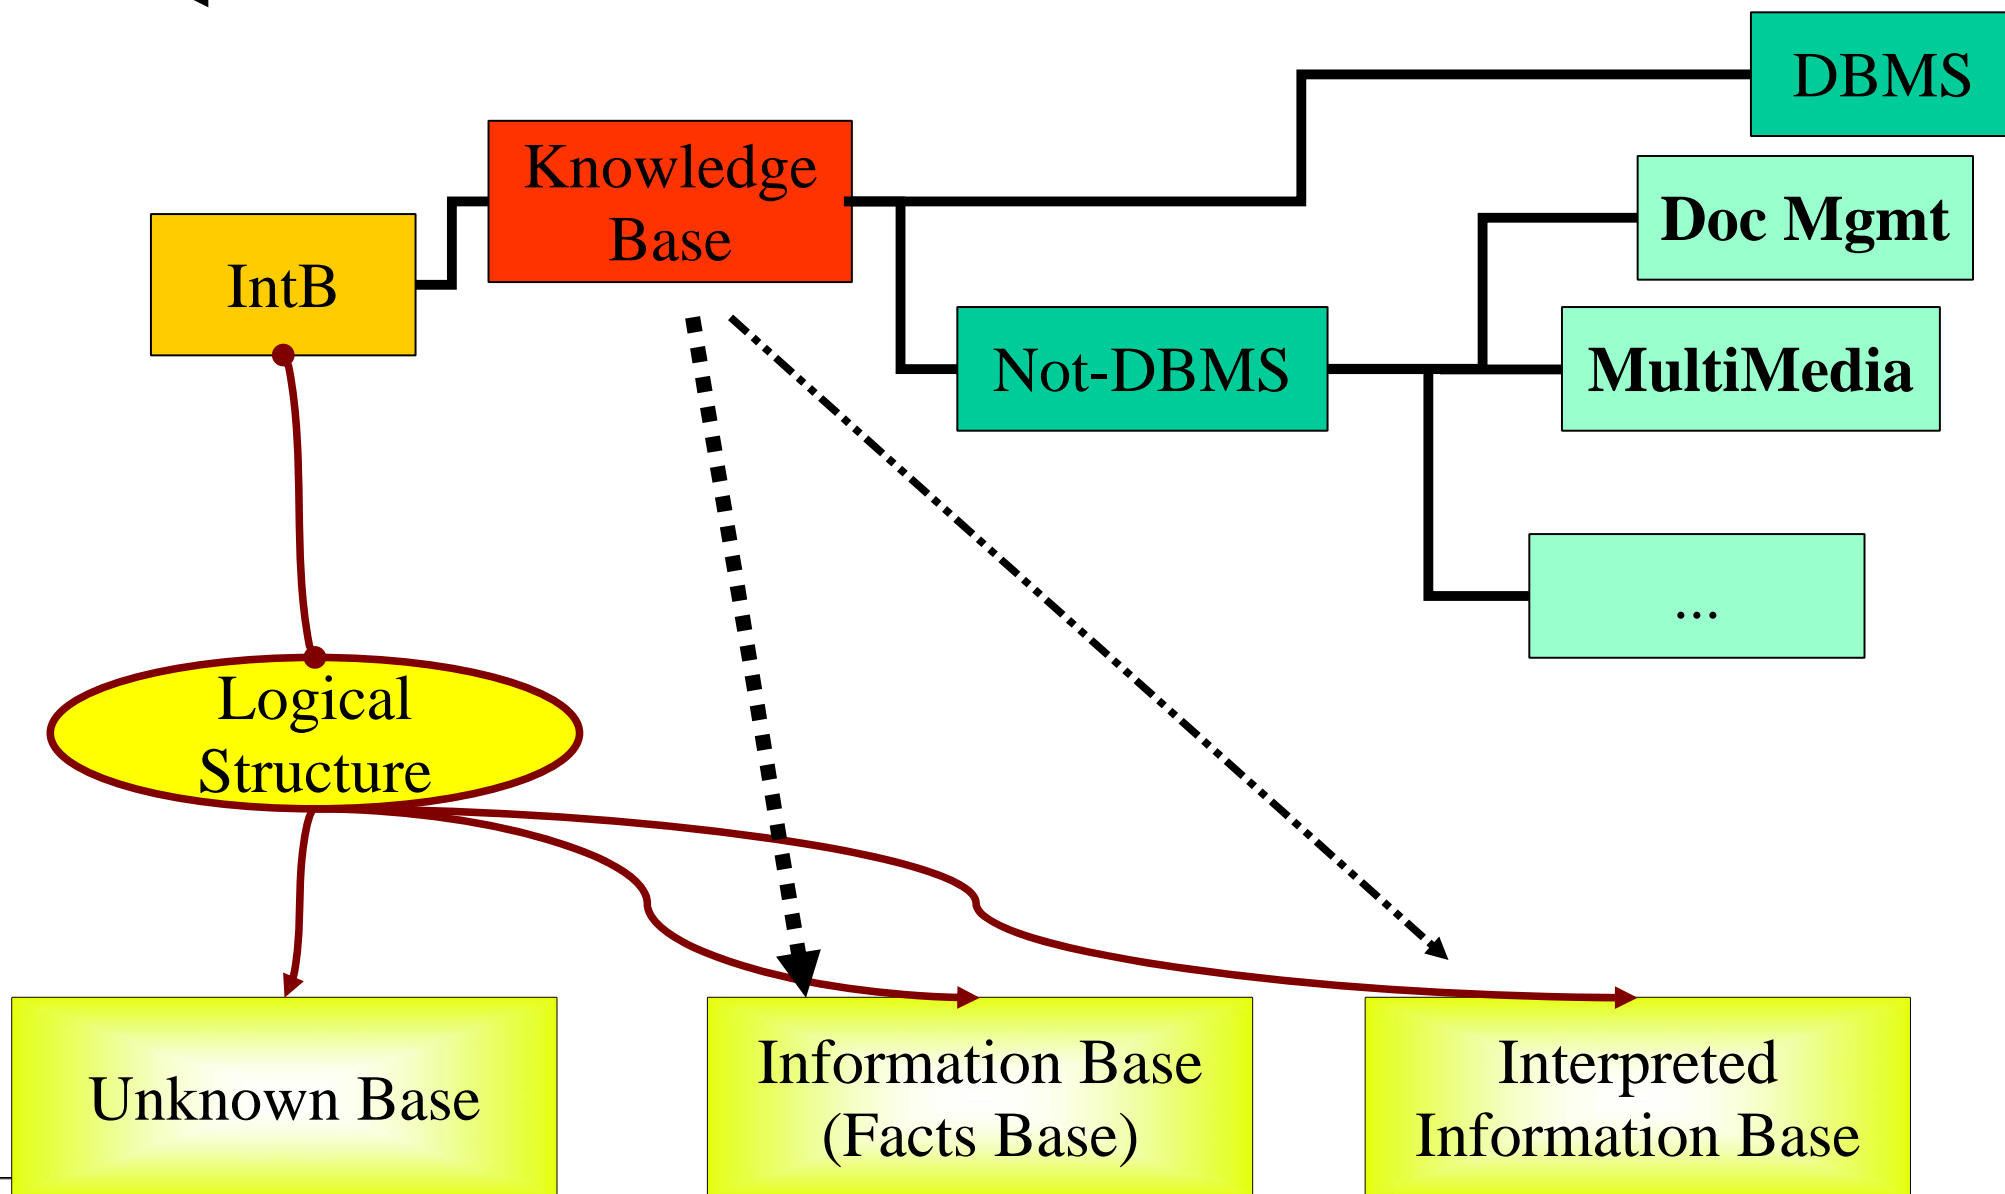 DBMS
Knowledge
Base
Doc Mgmt
IntB
Not-DBMS
MultiMedia
...
Logical
Structure
Unknown Base
Information Base
(Facts Base)
Interpreted
Information Base